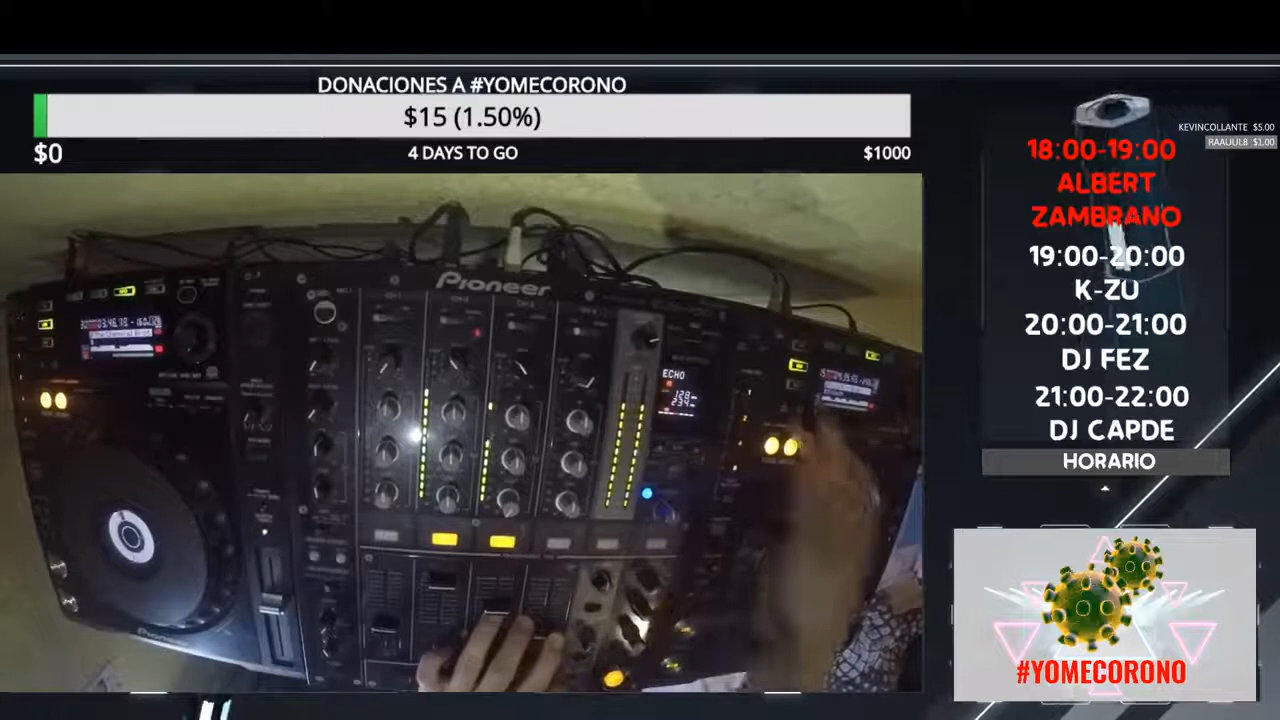 DONACIONES A #YOMECORONO
$15 (1.50%)
$0
4 DAYS TO GO
$1000
KEVINCOLLANTE $5.00
RAAUUL8 $1.00
18:00-19:00
ALBERT
ZAMBRANO
19:00-20:00
K-ZU
20:00-21:00
DJ FEZ
21:00-22:00
DJ CAPDE
HORARIO
Pioneer
ECHO
Pioneer
#YOMECORONO